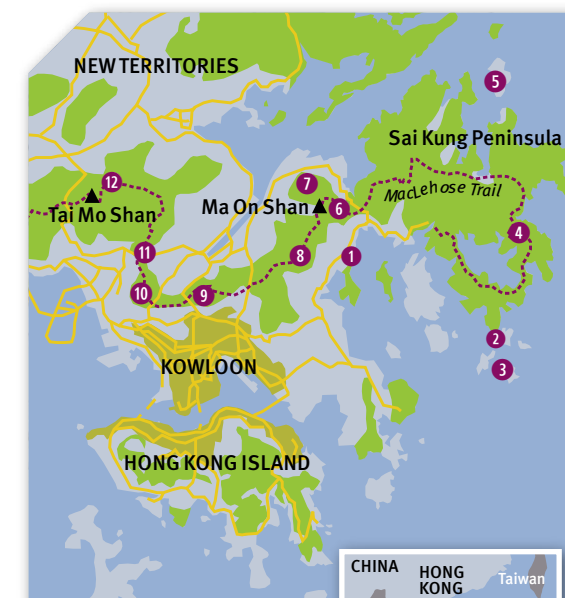 NEW TERRITORIES
5
Sai Kung Peninsula
12
7
MacLehose Trail
Tai Mo Shan
Ma On Shan
6
4
11
8
1
10
9
2
KOWLOON
3
HONG KONG ISLAND
CHINA
HONG
KONG
Taiwan